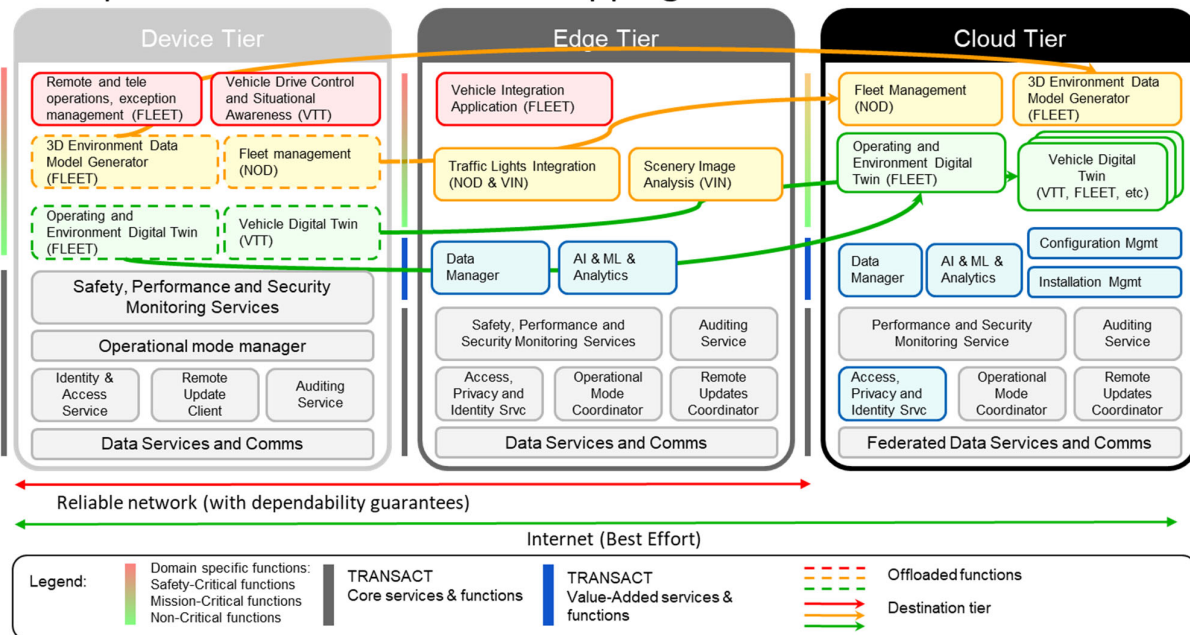 Device Tier
Edge Tier
Cloud Tier
Remote and tele
operations, exception
management (FLEET)
Vehicle Drive Control
and Situational
Awareness (VTT)
3D Environment Data
Model Generator
(FLEET)
Fleet management
(NOD)
Operating and
Environment Digital Twin
(FLEET)
Vehicle Digital Twin
(VTT)
Safety, Performance and Security
Monitoring Services
Operational mode manager
Identity &
Access
Service
Remote
Update
Client
Auditing
Service
Data Services and Comms
Vehicle Integration
Application (FLEET)
Traffic Lights Integration
(NOD & VIN)
Scenery Image
Analysis (VIN)
Data
Manager
AI & ML &
Analytics
Safety, Performance and
Security Monitoring Services
Auditing
Service
Access,
Privacy and
Identity Srvc
Operational
Mode
Coordinator
Remote
Updates
Coordinator
Data Services and Comms
Fleet Management
(NOD)
3D Environment Data
Model Generator
(FLEET)
Operating and
Environment Digital
Twin (FLEET)
Vehicle Digital
Twin
(VTT, FLEET, etc)
Data
Manager
AI & ML &
Analytics
Configuration Mgmt
Installation Mgmt
Performance and Security
Monitoring Service
Auditing
Service
Access,
Privacy and
Identity Srvc
Operational
Mode
Coordinator
Remote
Updates
Coordinator
Federated Data Services and Comms
Reliable network (with dependability guarantees)
Internet (Best Effort)
Legend:
Domain specific functions:
Safety-Critical functions
Mission-Critical functions
Non-Critical functions
TRANSACT
Core services & functions
TRANSACT
Value-Added services &
functions
Offloaded functions
Destination tier